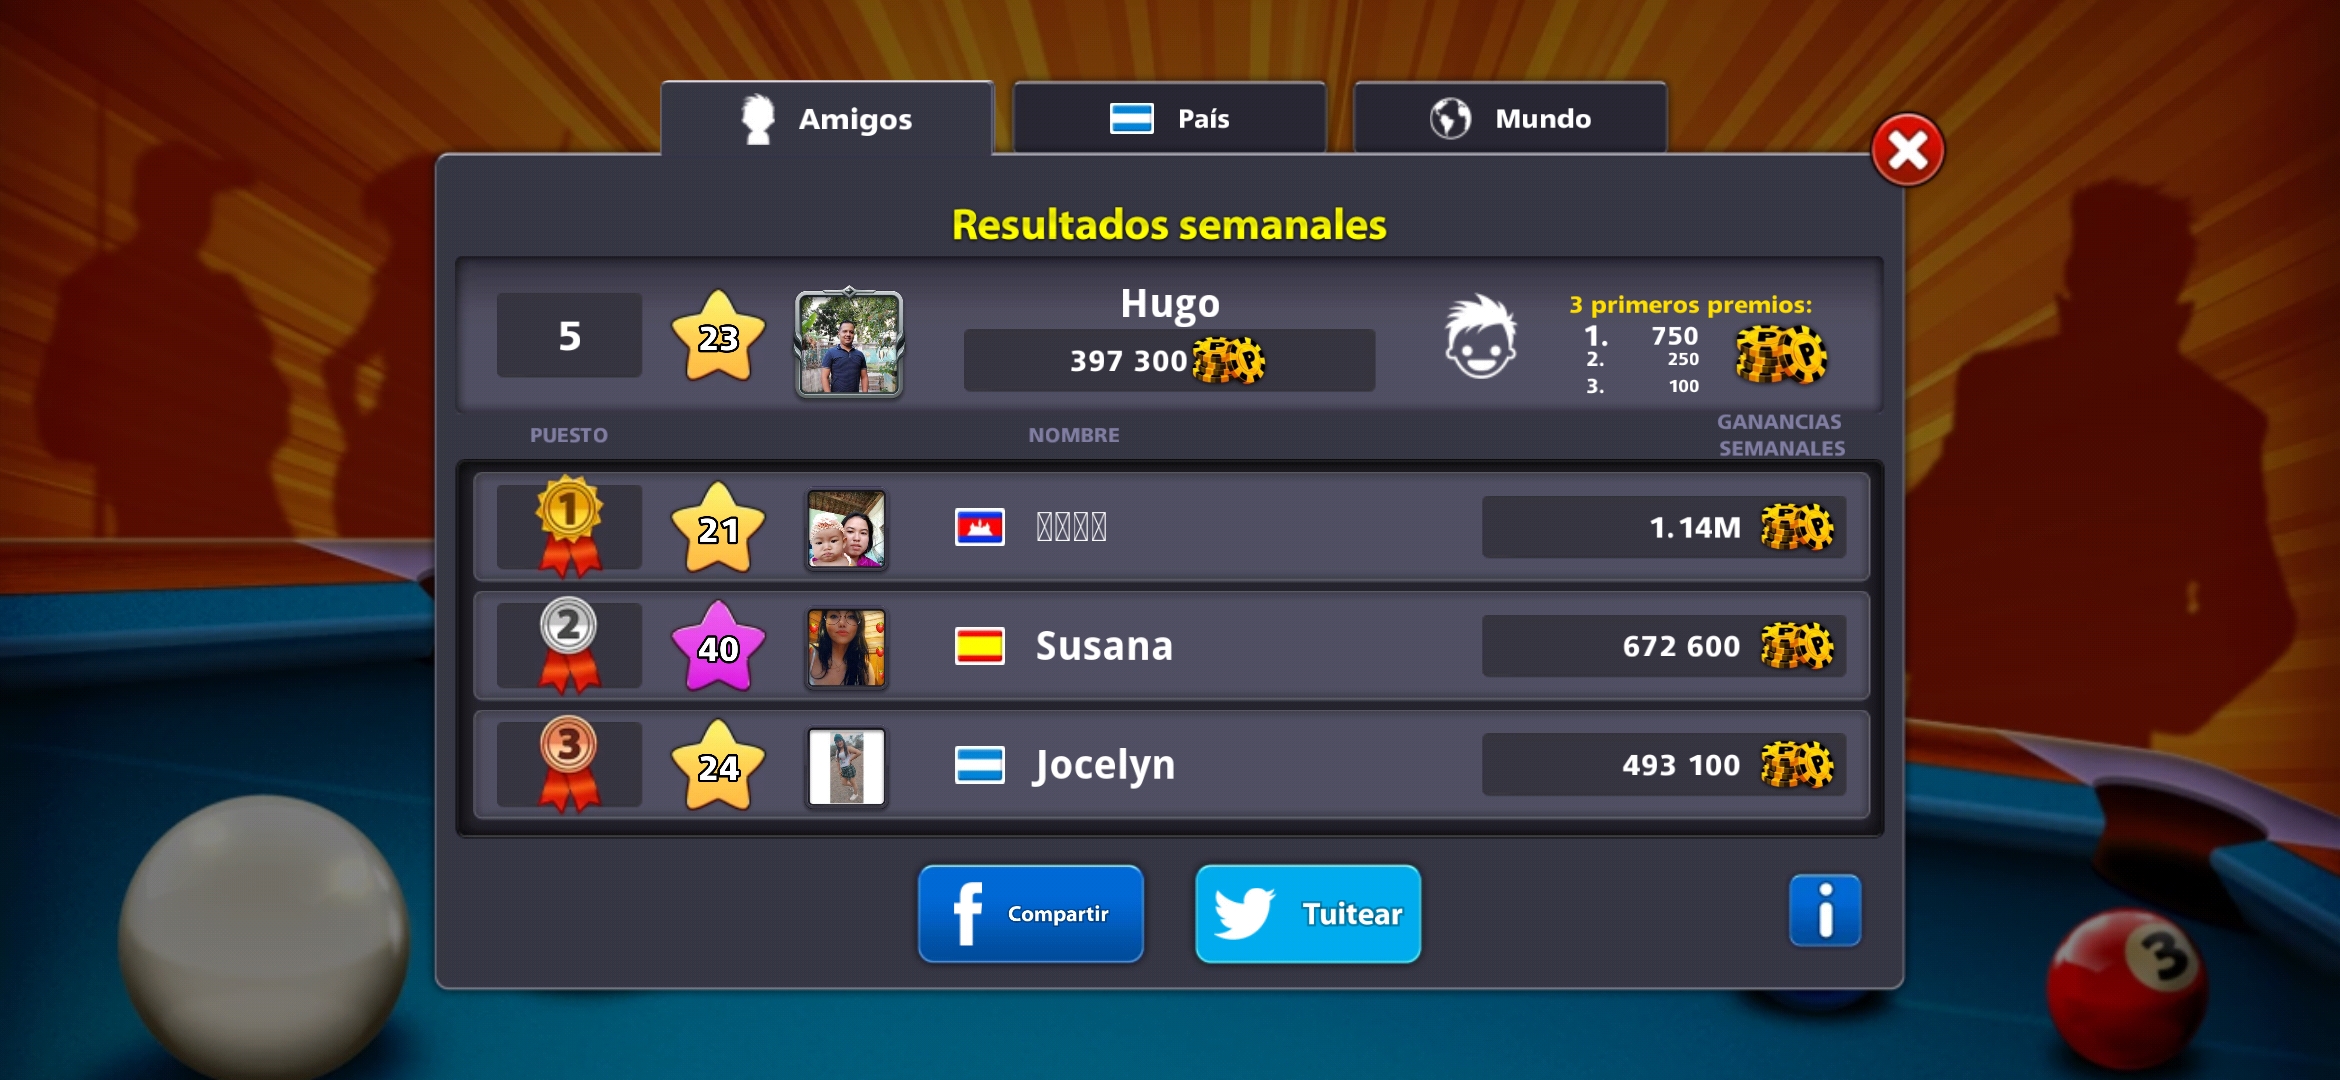 Amigos
País
Mundo
Resultados semanales
5
23
Hugo
397 300
3 primeros premios:
1. 750
2. 250
3. 100
PUESTO
NOMBRE
GANANCIAS
SEMANALES
1
21
1.14M
2
40
Susana
672 600
3
24
Jocelyn
493 100
Compartir
Tuitear
3